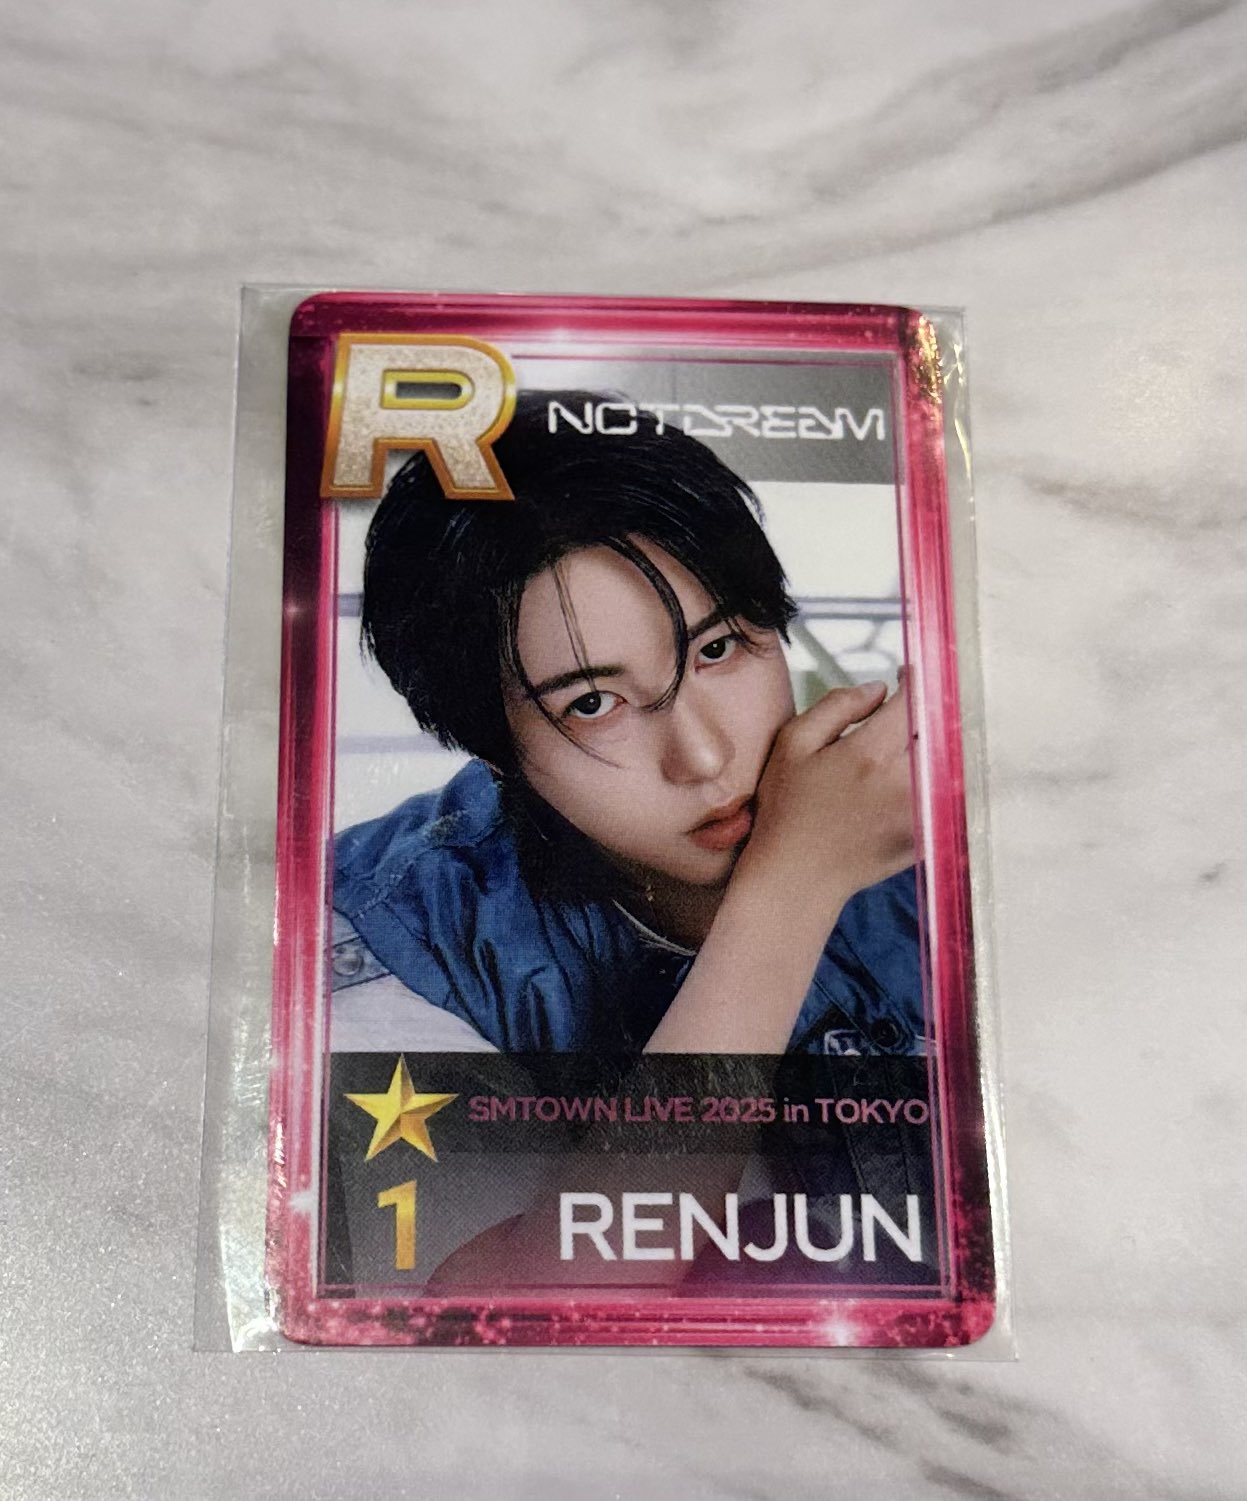 R
NCT DREAM
SMTOWN LIVE 2025 in TOKYO
1
RENJUN